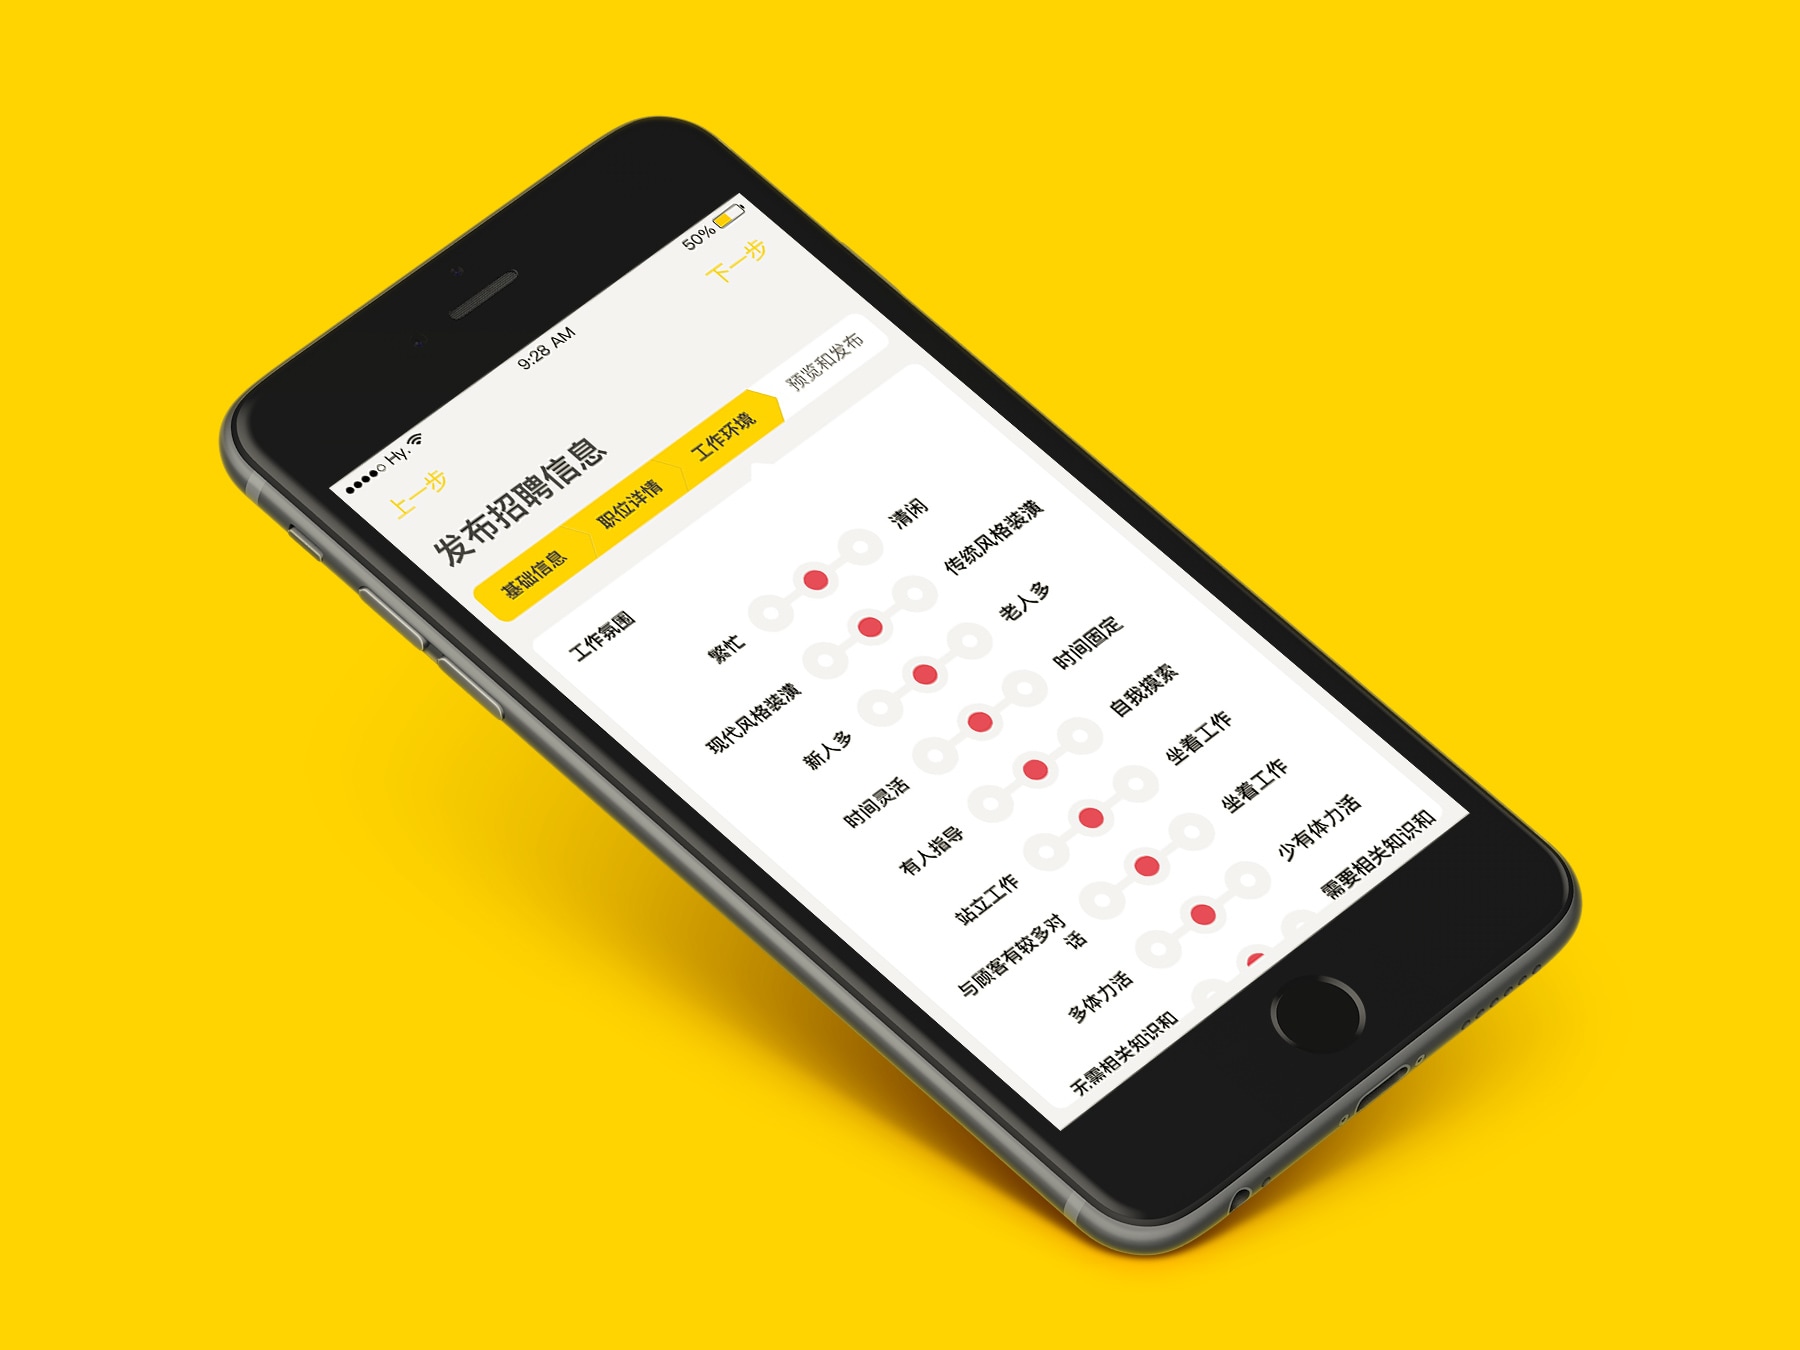 ●●●●○ Hy. 9:28 AM 50%
上一步 下一步
发布招聘信息
基础信息 职位详情 工作环境 预览和发布
工作氛围
繁忙 清闲
现代风格装潢 传统风格装潢
新人多 老人多
时间灵活 时间固定
有人指导 自我摸索
站立工作 坐着工作
与顾客有较多对 坐着工作
话
多体力活 少有体力活
无需相关知识和 需要相关知识和